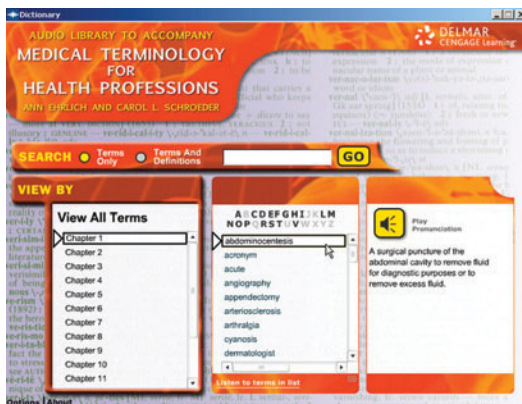 Dictionary
AUDIO LIBRARY TO ACCOMPANY
MEDICAL TERMINOLOGY
FOR
HEALTH PROFESSIONS
ANN EHRLICH AND CAROL L. SCHROEDER
DELMAR
CENGAGE Learning
SEARCH
Terms
Only
Terms And
Definitions
GO
VIEW BY
View All Terms
Chapter 1
Chapter 2
Chapter 3
Chapter 4
Chapter 5
Chapter 6
Chapter 7
Chapter 8
Chapter 9
Chapter 10
Chapter 11
A B C D E F G H I J K L M
N O P Q R S T U V W X Y Z
abdominocentesis
acronym
acute
angiography
appendectomy
arteriosclerosis
arthralgia
cyanosis
dermatologist
Listen to terms in list
Play
Pronunciation
A surgical puncture of the
abdominal cavity to remove fluid
for diagnostic purposes or to
remove excess fluid.
Options | About